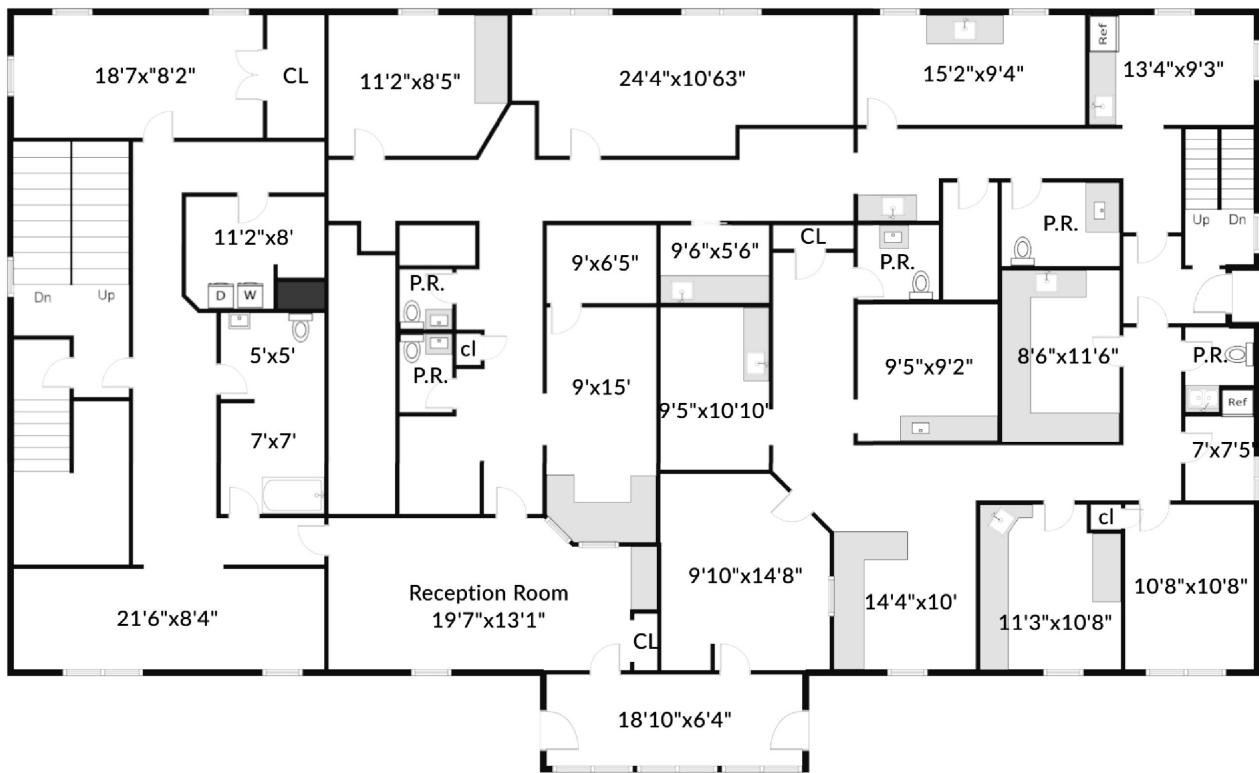 18'7x"8'2"
CL
11'2"x8'5"
24'4"x10'63"
15'2"x9'4"
Ref
13'4"x9'3"
11'2"x8'
D
W
Dn
Up
P.R.
9'x6'5"
9'6"x5'6"
CL
P.R.
P.R.
Up
Dn
5'x5'
cl
P.R.
9'x15'
9'5"x10'10"
9'5"x9'2"
8'6"x11'6"
P.R.
Ref
7'x7'
7'x7'5"
cl
21'6"x8'4"
Reception Room
19'7"x13'1"
CL
9'10"x14'8"
14'4"x10'
11'3"x10'8"
10'8"x10'8"
18'10"x6'4"